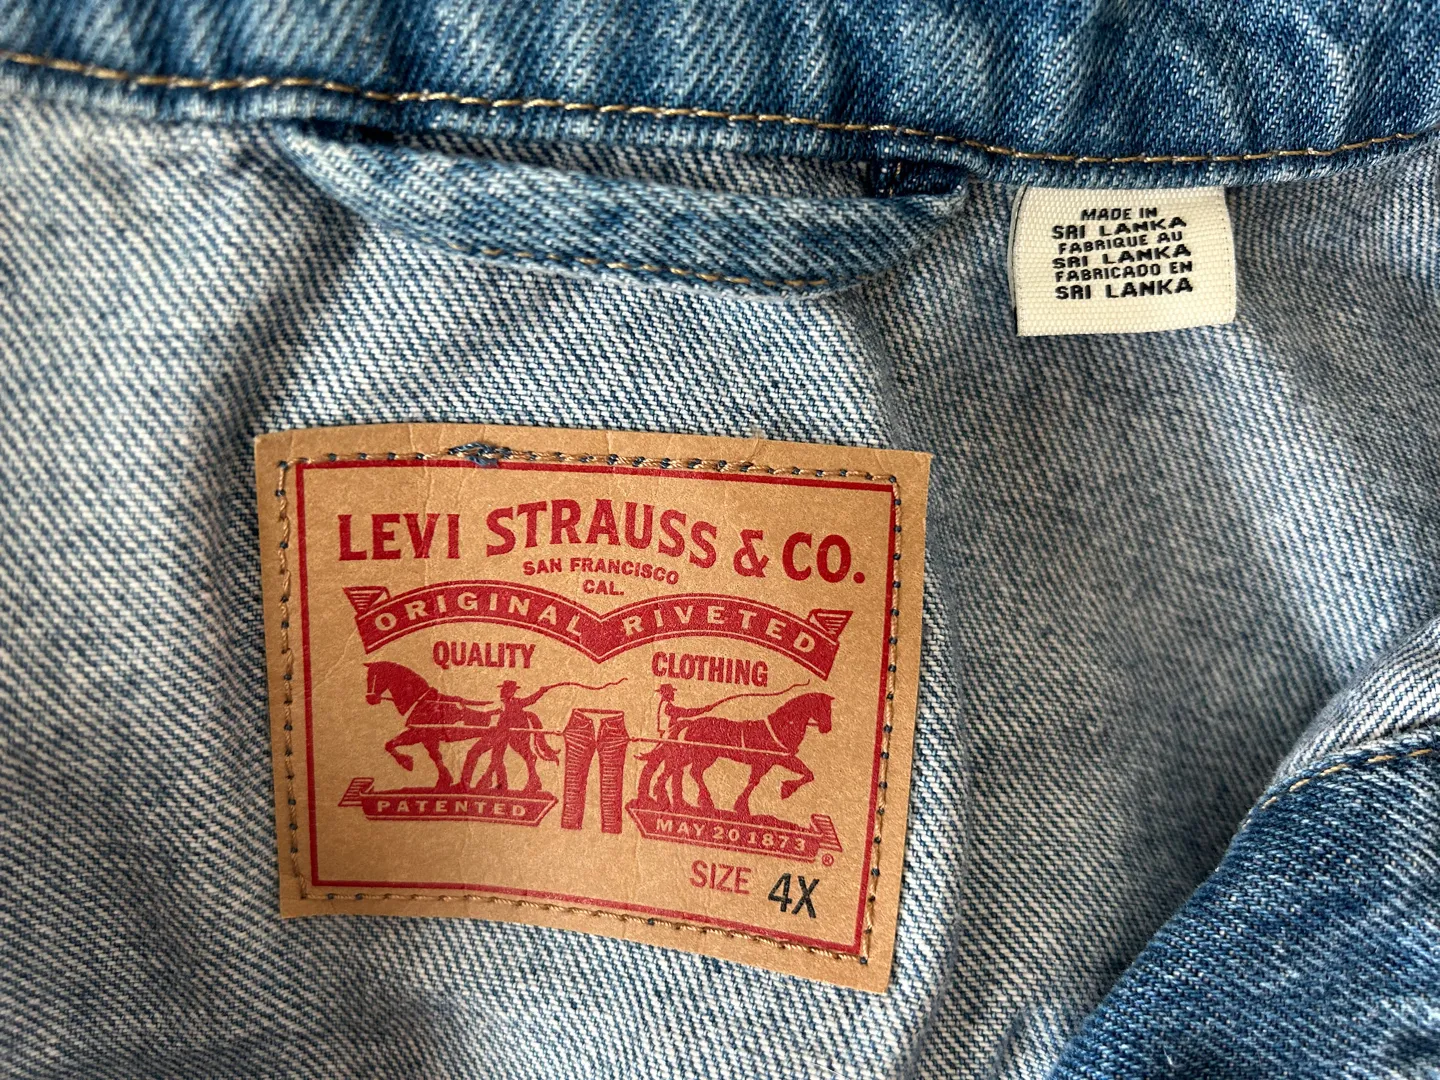 MADE IN
SRI LANKA
FABRIQUE AU
SRI LANKA
FABRICADO EN
SRI LANKA
LEVI STRAUSS & CO.
SAN FRANCISCO
CAL.
ORIGINAL RIVETED
QUALITY CLOTHING
PATENTED MAY 20 1873
®
SIZE 4X